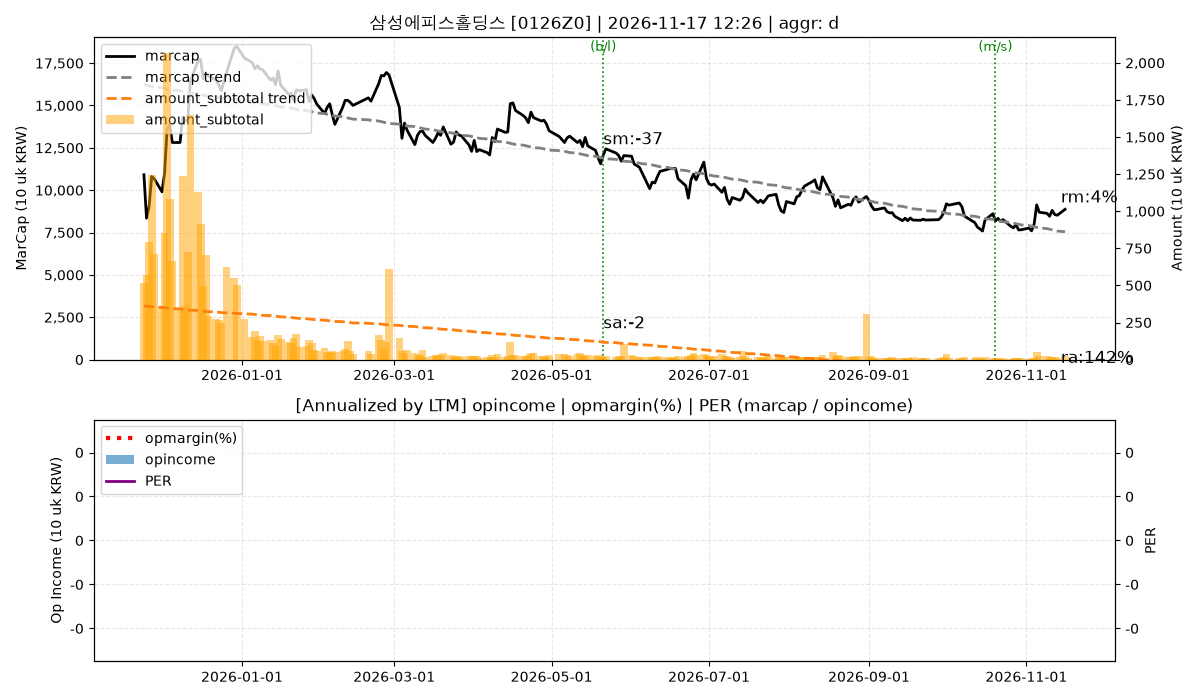 삼성에피스홀딩스 [0126Z0] | 2026-11-17 12:26 | aggr: d
MarCap (10 uk KRW)
17,500
15,000
12,500
10,000
7,500
5,000
2,500
0
marcap
marcap trend
amount_subtotal trend
amount_subtotal
(b/l)
(m/s)
sm:-37
sa:-2
rm:4%
ra:142%
2,000
1,750
1,500
1,250
1,000
750
500
250
0
Amount (10 uk KRW)
2026-01-01
2026-03-01
2026-05-01
2026-07-01
2026-09-01
2026-11-01
[Annualized by LTM] opincome | opmargin(%) | PER (marcap / opincome)
Op Income (10 uk KRW)
0
0
0
-0
-0
opmargin(%)
opincome
PER
0
0
0
-0
-0
PER
2026-01-01
2026-03-01
2026-05-01
2026-07-01
2026-09-01
2026-11-01